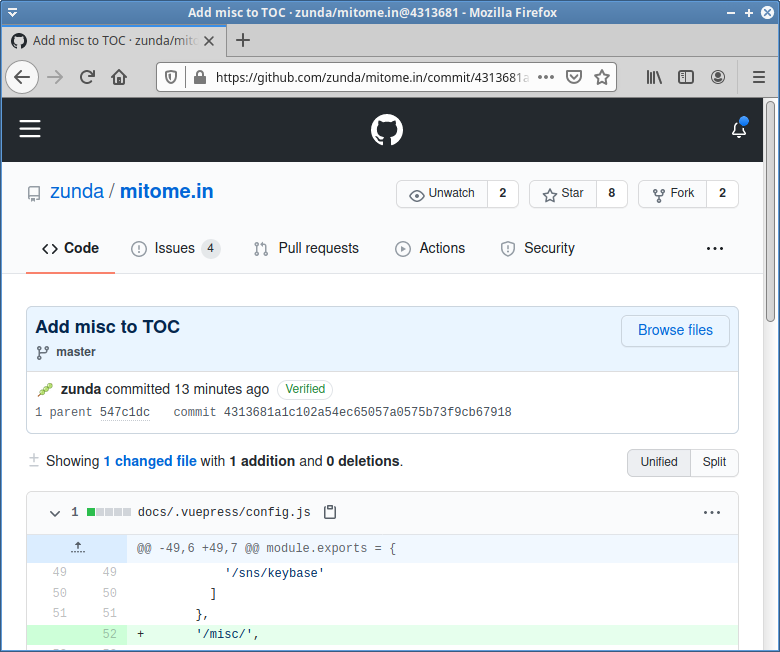 Add misc to TOC · zunda/mitome.in@4313681 - Mozilla Firefox
Add misc to TOC · zunda/mito
https://github.com/zunda/mitome.in/commit/4313681a
zunda / mitome.in
Unwatch 2 Star 8 Fork 2
Code Issues 4 Pull requests Actions Security
Add misc to TOC
Browse files
master
zunda committed 13 minutes ago Verified
1 parent 547c1dc commit 4313681a1c102a54ec65057a0575b73f9cb67918
Showing 1 changed file with 1 addition and 0 deletions.
Unified Split
1 docs/.vuepress/config.js
@@ -49,6 +49,7 @@ module.exports = {
49 49 '/sns/keybase'
50 50 ]
51 51 },
52 + '/misc/',